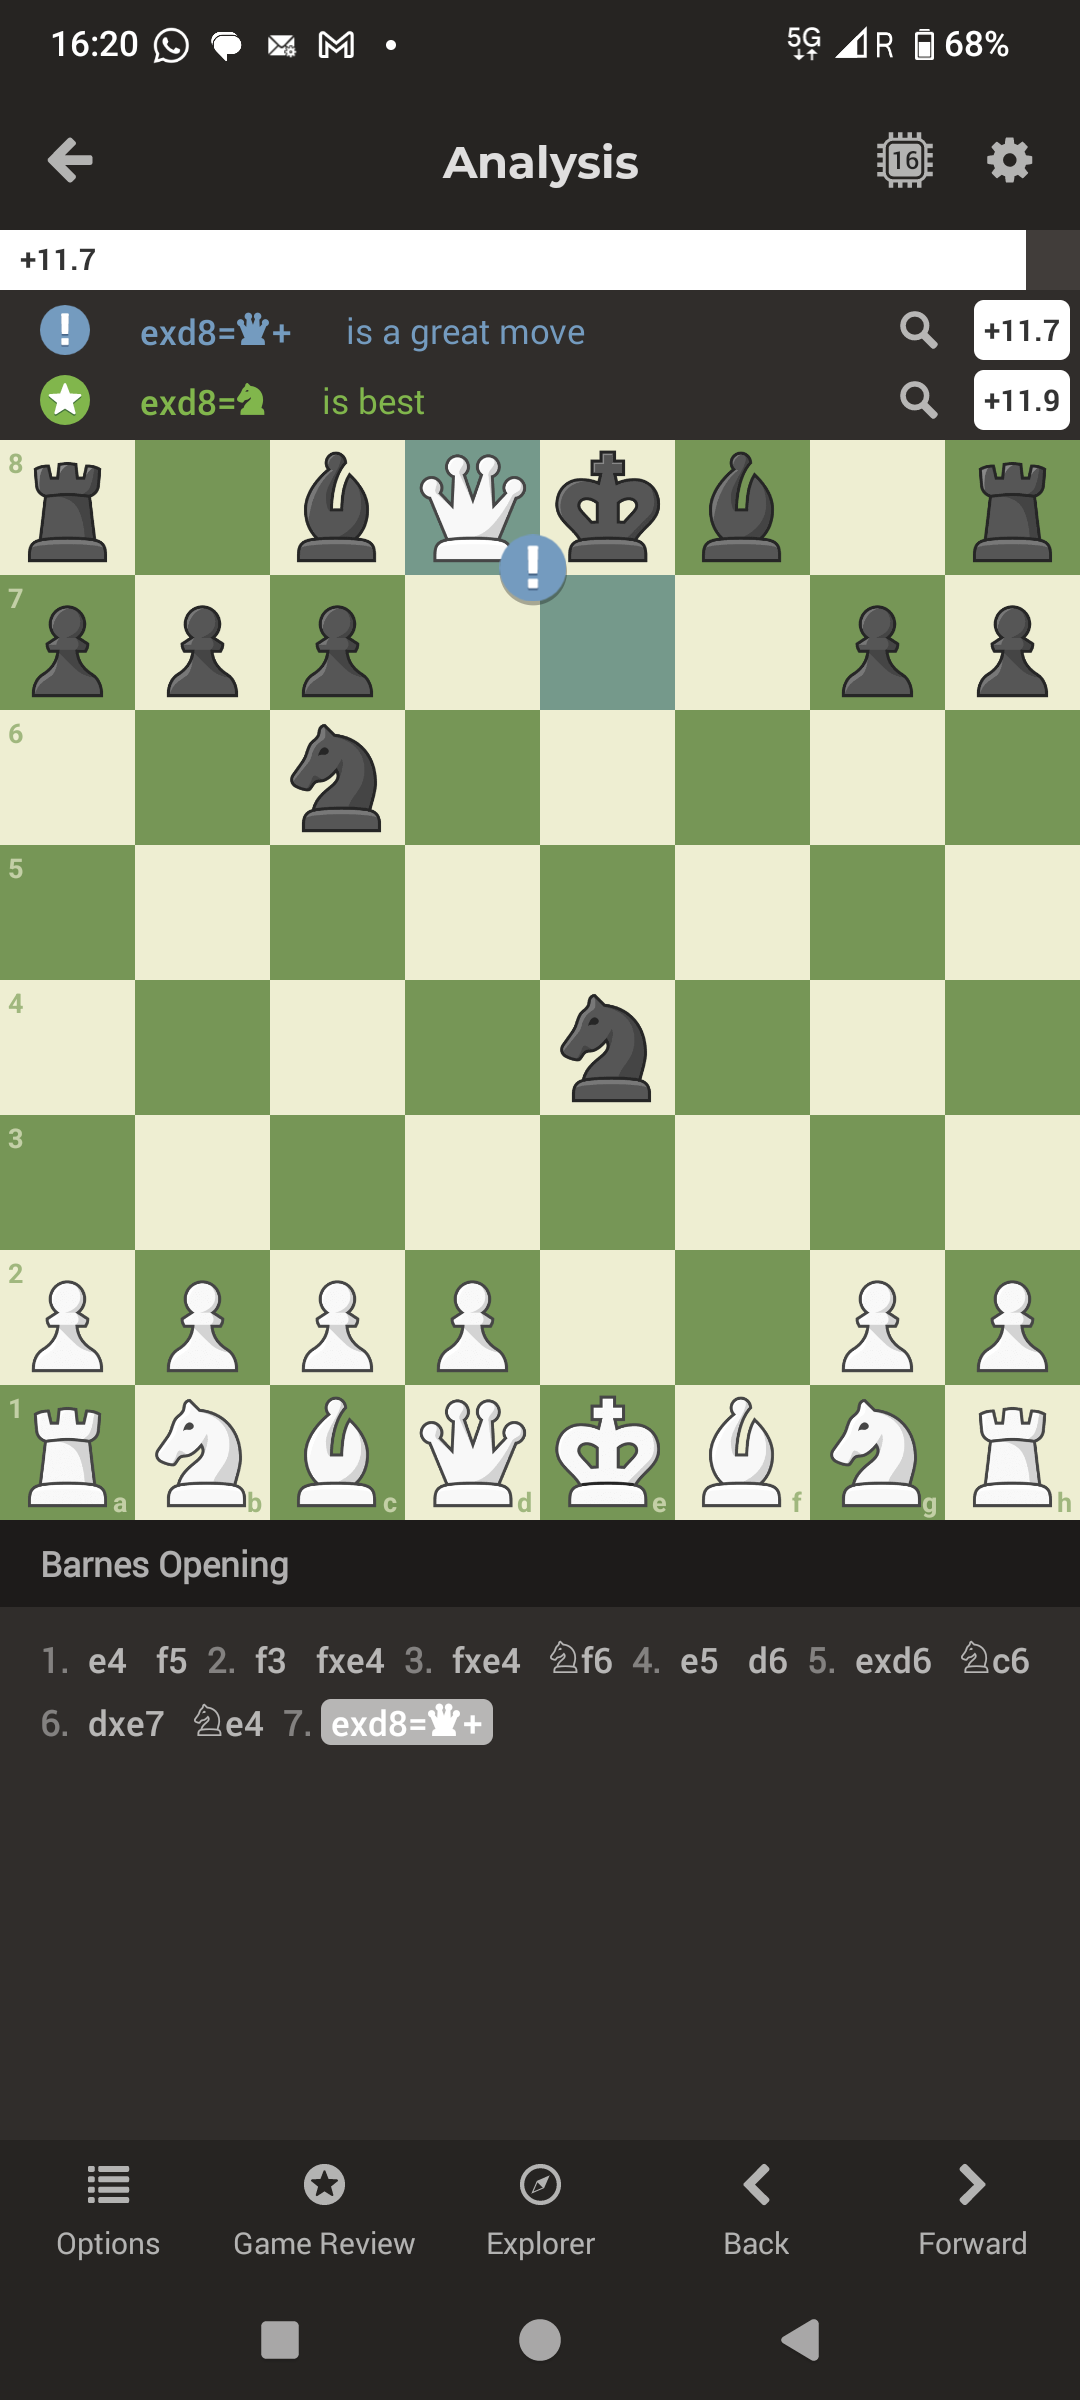 16:20 5G R 68%
Analysis 16
+11.7
! exd8=♛+ is a great move +11.7
exd8=♞ is best +11.9
8
!
7
6
5
4
3
2
1 a b c d e f g h
Barnes Opening
1. e4 f5 2. f3 fxe4 3. fxe4 ♘f6 4. e5 d6 5. exd6 ♘c6
6. dxe7 ♘e4 7. exd8=♛+
Options Game Review Explorer Back Forward